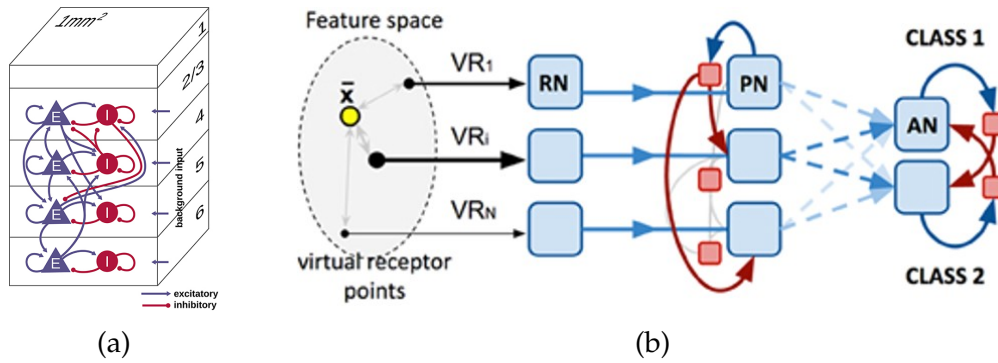 1mm²
1
2/3
4
5
6
E
I
E
I
E
I
E
I
background input
excitatory
inhibitory
(a)
Feature space
x̄
VR₁
VRᵢ
VR_N
virtual receptor
points
RN
PN
AN
CLASS 1
CLASS 2
(b)